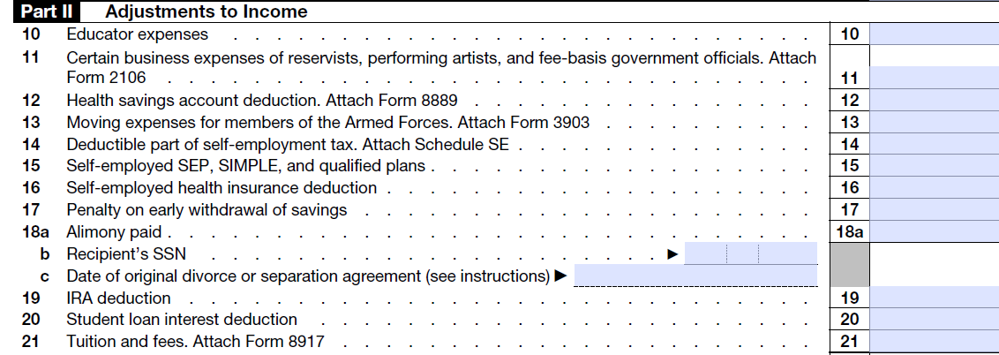 Part II Adjustments to Income
10 Educator expenses . . . . . . . . . . . . . . . . . . . . . . . . . . . 10
11 Certain business expenses of reservists, performing artists, and fee-basis government officials. Attach
Form 2106 . . . . . . . . . . . . . . . . . . . . . . . . . . . . . . 11
12 Health savings account deduction. Attach Form 8889 . . . . . . . . . . . . . . . . 12
13 Moving expenses for members of the Armed Forces. Attach Form 3903 . . . . . . . . . . 13
14 Deductible part of self-employment tax. Attach Schedule SE . . . . . . . . . . . . . . 14
15 Self-employed SEP, SIMPLE, and qualified plans . . . . . . . . . . . . . . . . . . 15
16 Self-employed health insurance deduction . . . . . . . . . . . . . . . . . . . . 16
17 Penalty on early withdrawal of savings . . . . . . . . . . . . . . . . . . . . . 17
18a Alimony paid . . . . . . . . . . . . . . . . . . . . . . . . . . . . . . 18a
b Recipient's SSN . . . . . . . . . . . . . . . . . . . . . ▶
c Date of original divorce or separation agreement (see instructions) ▶
19 IRA deduction . . . . . . . . . . . . . . . . . . . . . . . . . . . . . 19
20 Student loan interest deduction . . . . . . . . . . . . . . . . . . . . . . . 20
21 Tuition and fees. Attach Form 8917 . . . . . . . . . . . . . . . . . . . . . . 21